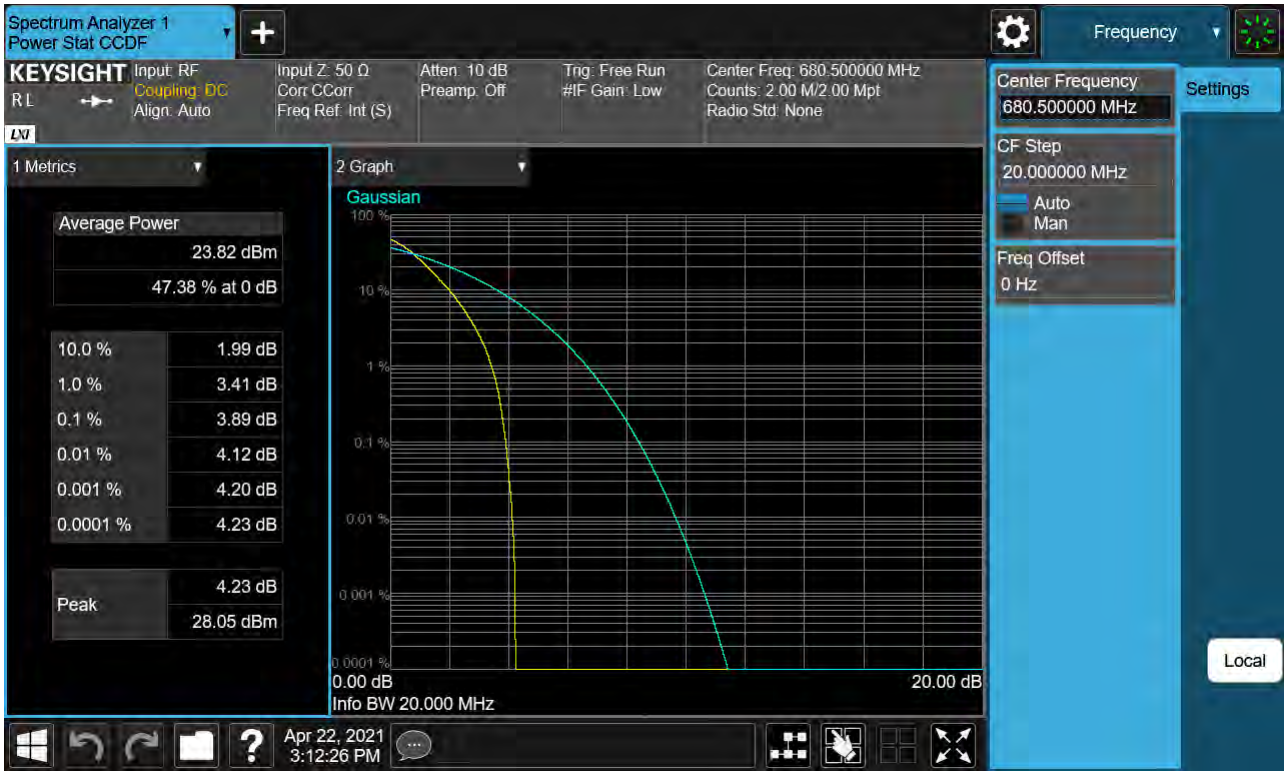 Spectrum Analyzer 1
Power Stat CCDF
+
Frequency
KEYSIGHT
RL
LXI
Input: RF
Coupling: DC
Align: Auto
Input Z: 50 Ω
Corr CCorr
Freq Ref: Int (S)
Atten: 10 dB
Preamp: Off
Trig: Free Run
#IF Gain: Low
Center Freq: 680.500000 MHz
Counts: 2.00 M/2.00 Mpt
Radio Std: None
Center Frequency
680.500000 MHz
Settings
CF Step
20.000000 MHz
Auto
Man
Freq Offset
0 Hz
1 Metrics
Average Power
23.82 dBm
47.38 % at 0 dB
10.0 % 1.99 dB
1.0 % 3.41 dB
0.1 % 3.89 dB
0.01 % 4.12 dB
0.001 % 4.20 dB
0.0001 % 4.23 dB
Peak
4.23 dB
28.05 dBm
2 Graph
Gaussian
100 %
10 %
1 %
0.1 %
0.01 %
0.001 %
0.0001 %
0.00 dB 20.00 dB
Info BW 20.000 MHz
Local
?
Apr 22, 2021
3:12:26 PM